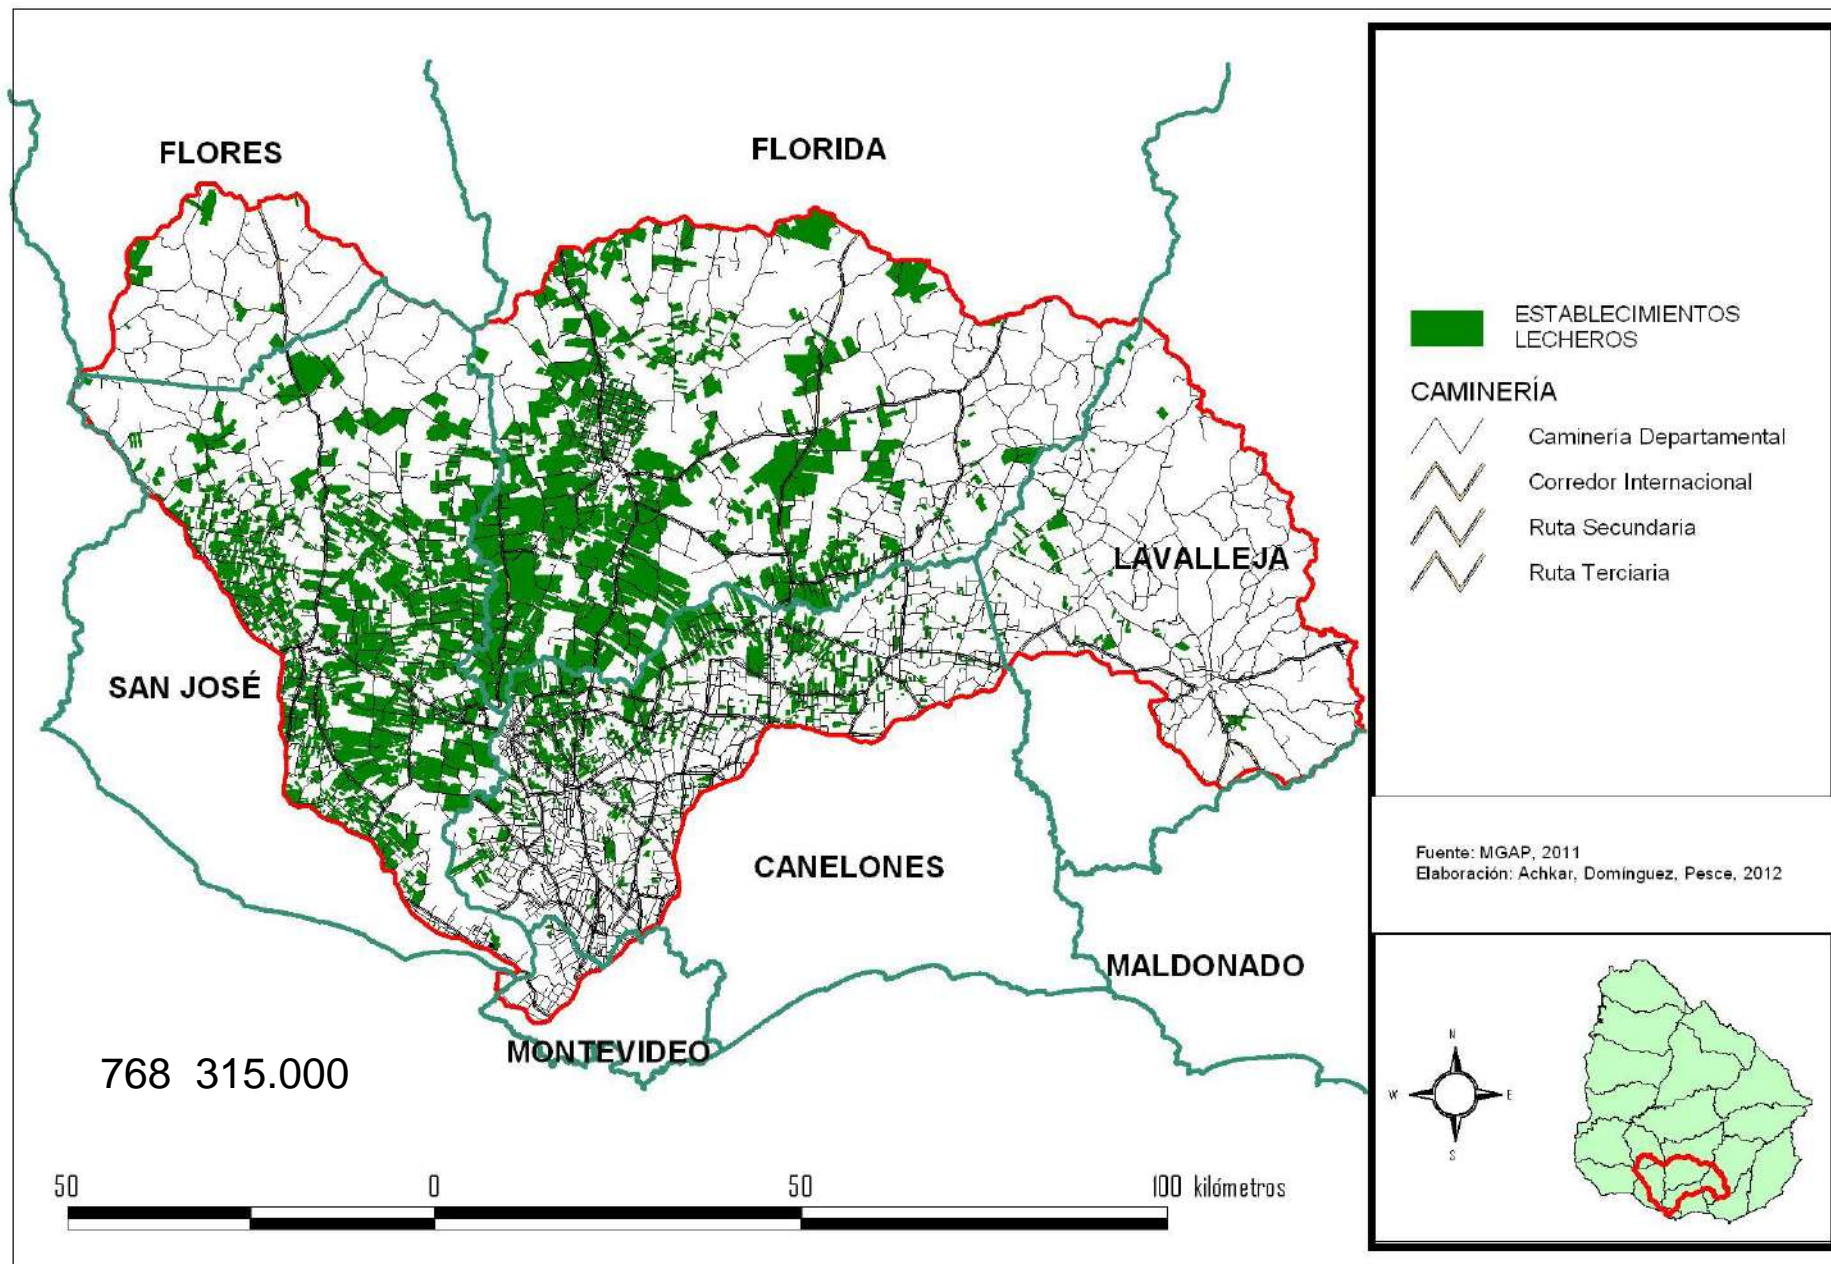 FLORES
FLORIDA
LAVALLEJA
SAN JOSÉ
CANELONES
MALDONADO
MONTEVIDEO
768 315.000
50 0 50 100 kilómetros
ESTABLECIMIENTOS
LECHEROS
CAMINERÍA
Caminería Departamental
Corredor Internacional
Ruta Secundaria
Ruta Terciaria
Fuente: MGAP, 2011
Elaboración: Achkar, Domínguez, Pesce, 2012
N
W E
S